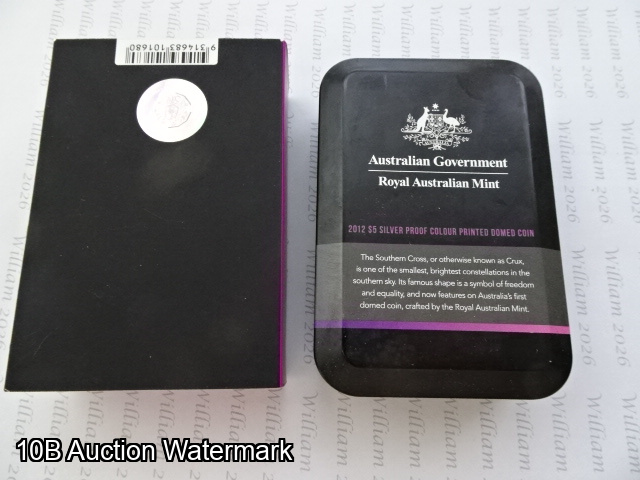 9 314683 101680
Australian Government
Royal Australian Mint
2012 $5 SILVER PROOF COLOUR PRINTED DOMED COIN
The Southern Cross, or otherwise known as Crux,
is one of the smallest, brightest constellations in the
southern sky. Its famous shape is a symbol of freedom
and equality, and now features on Australia's first
domed coin, crafted by the Royal Australian Mint.
William 2026
10B Auction Watermark